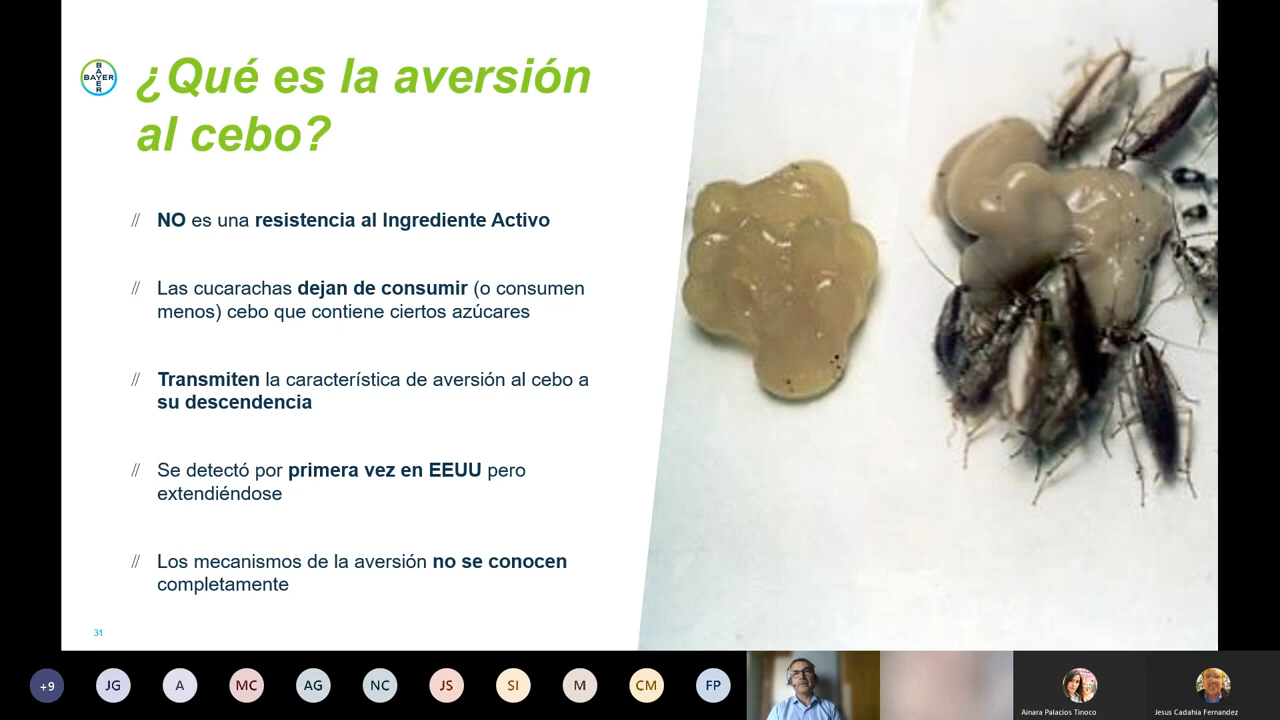 BAYER
BAYER
¿Qué es la aversión
al cebo?
// NO es una resistencia al Ingrediente Activo
// Las cucarachas dejan de consumir (o consumen
menos) cebo que contiene ciertos azúcares
// Transmiten la característica de aversión al cebo a
su descendencia
// Se detectó por primera vez en EEUU pero
extendiéndose
// Los mecanismos de la aversión no se conocen
completamente
31
+9 JG A MC AG NC JS SI M CM FP
Ainara Palacios Tinoco Jesus Cadahia Fernandez